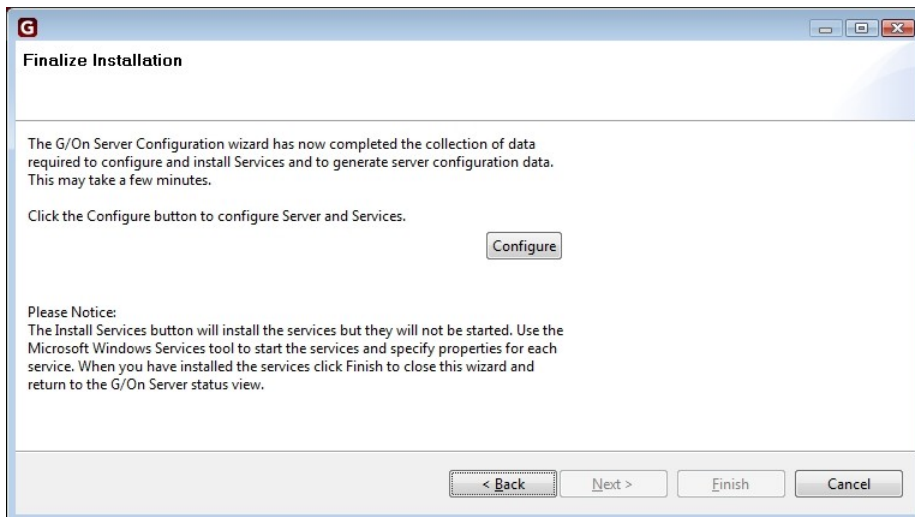 G
Finalize Installation
The G/On Server Configuration wizard has now completed the collection of data
required to configure and install Services and to generate server configuration data.
This may take a few minutes.
Click the Configure button to configure Server and Services.
Configure
Please Notice:
The Install Services button will install the services but they will not be started. Use the
Microsoft Windows Services tool to start the services and specify properties for each
service. When you have installed the services click Finish to close this wizard and
return to the G/On Server status view.
< Back Next > Finish Cancel